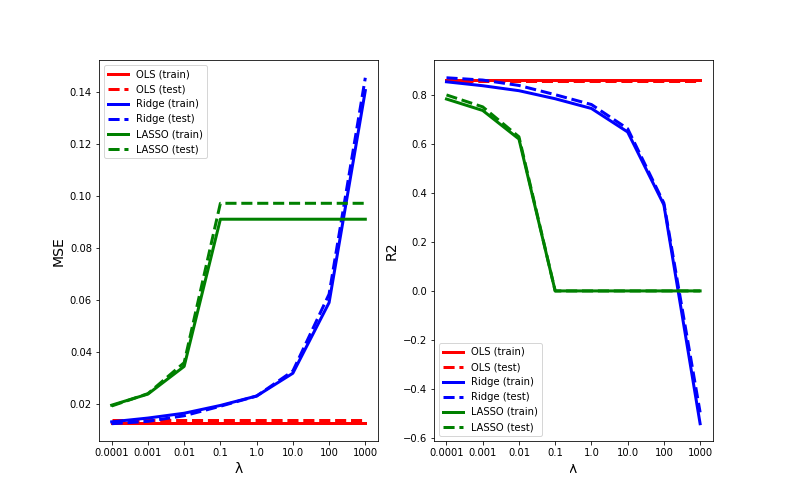 OLS (train)
OLS (test)
Ridge (train)
Ridge (test)
LASSO (train)
LASSO (test)
0.14
0.12
0.10
0.08
0.06
0.04
0.02
MSE
0.0001 0.001 0.01 0.1 1.0 10.0 100 1000
λ
0.8
0.6
0.4
0.2
0.0
−0.2
−0.4
−0.6
R2
OLS (train)
OLS (test)
Ridge (train)
Ridge (test)
LASSO (train)
LASSO (test)
0.0001 0.001 0.01 0.1 1.0 10.0 100 1000
λ